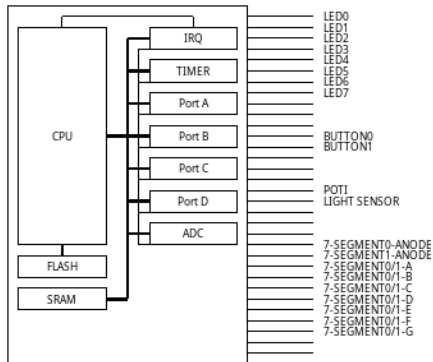 IRQ
TIMER
Port A
CPU
Port B
Port C
Port D
ADC
FLASH
SRAM
LED0
LED1
LED2
LED3
LED4
LED5
LED6
LED7
BUTTON0
BUTTON1
POTI
LIGHT SENSOR
7-SEGMENT0-ANODE
7-SEGMENT1-ANODE
7-SEGMENT0/1-A
7-SEGMENT0/1-B
7-SEGMENT0/1-C
7-SEGMENT0/1-D
7-SEGMENT0/1-E
7-SEGMENT0/1-F
7-SEGMENT0/1-G